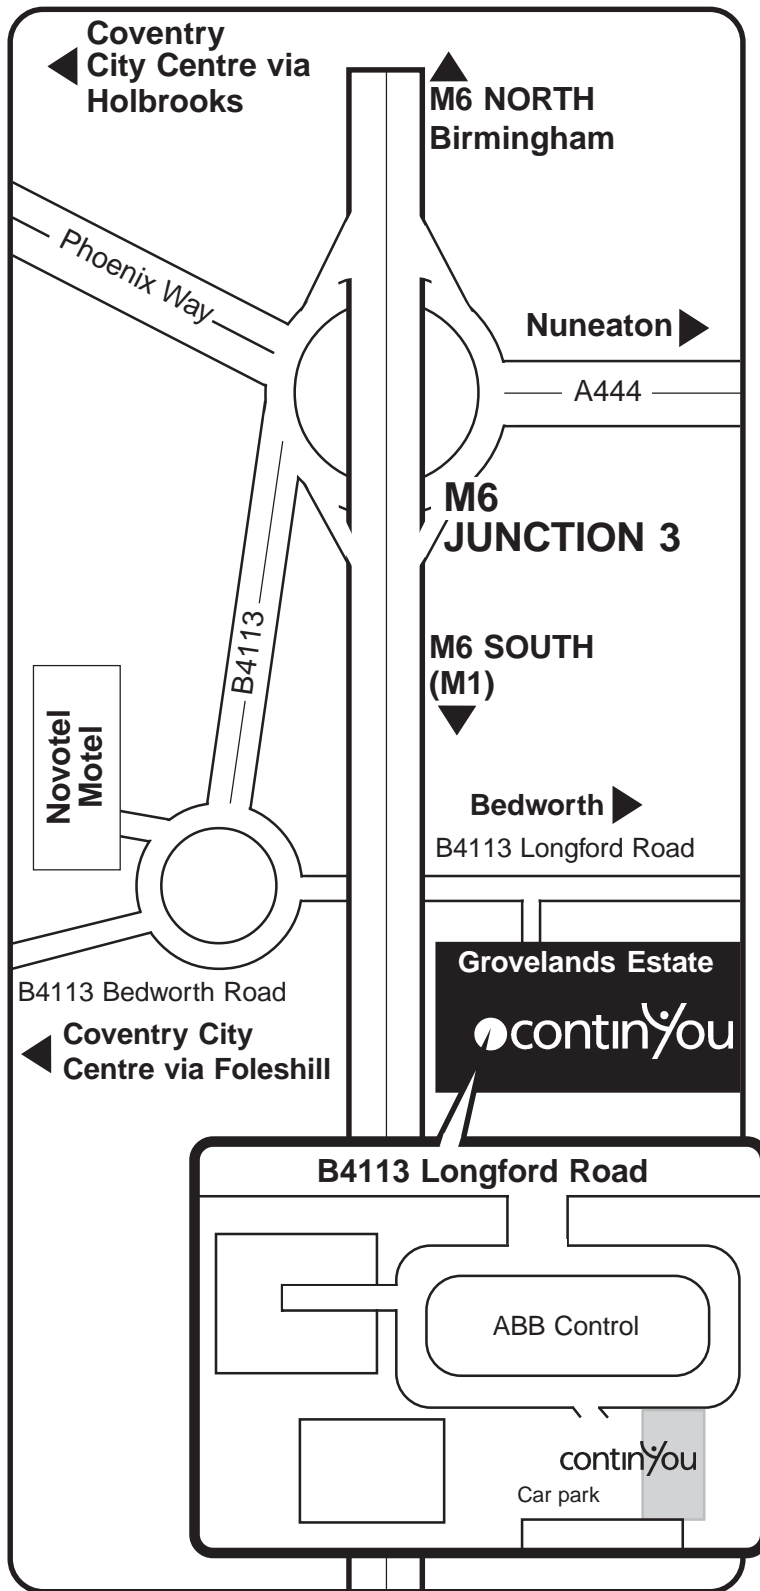 Coventry
City Centre via
Holbrooks
M6 NORTH
Birmingham
Phoenix Way
Nuneaton
A444
M6
JUNCTION 3
B4113
M6 SOUTH
(M1)
Novotel
Motel
Bedworth
B4113 Longford Road
Grovelands Estate
continYou
B4113 Bedworth Road
Coventry City
Centre via Foleshill
B4113 Longford Road
ABB Control
continYou
Car park